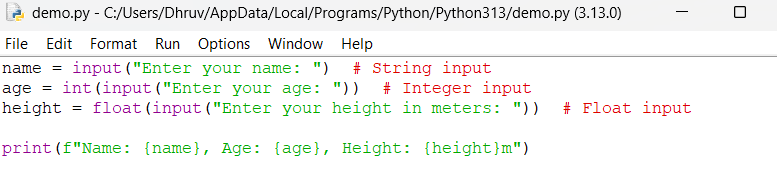 demo.py - C:/Users/Dhruv/AppData/Local/Programs/Python/Python313/demo.py (3.13.0)
File Edit Format Run Options Window Help
name = input("Enter your name: ")  # String input
age = int(input("Enter your age: "))  # Integer input
height = float(input("Enter your height in meters: "))  # Float input
print(f"Name: {name}, Age: {age}, Height: {height}m")